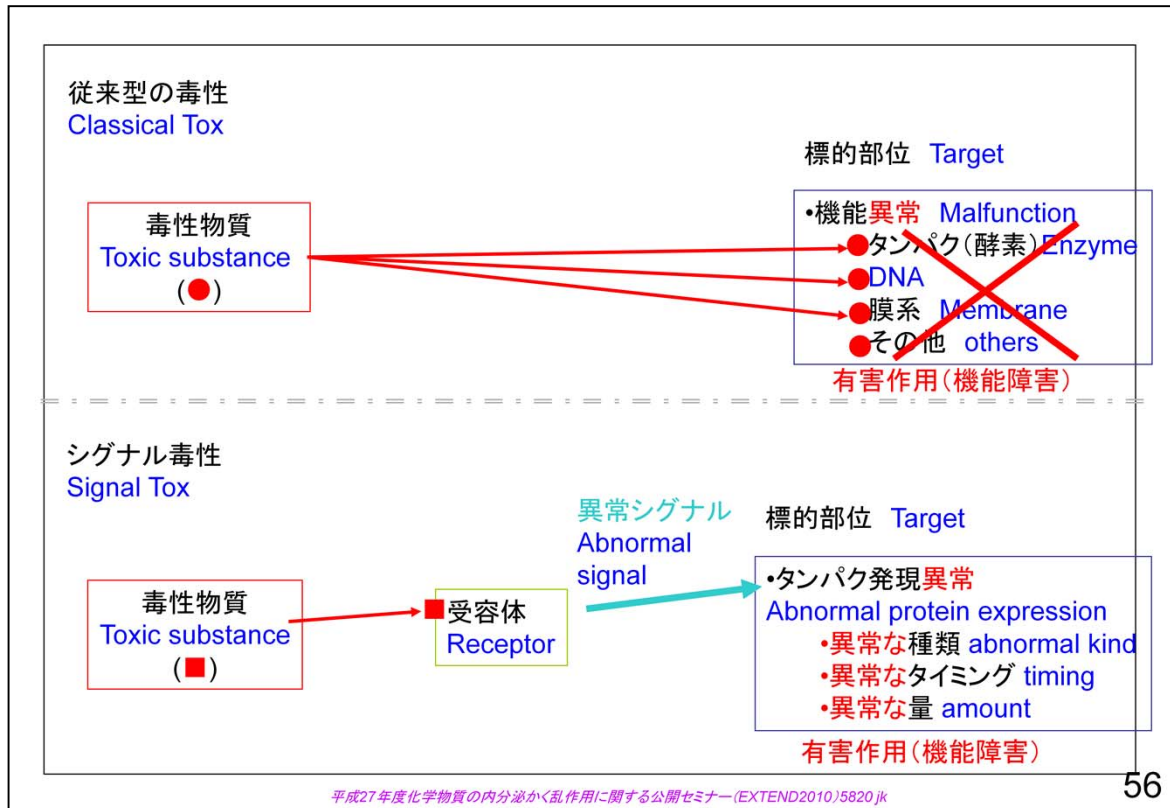 従来型の毒性
Classical Tox
標的部位 Target
毒性物質
Toxic substance
(●)
•機能異常 Malfunction
●タンパク(酵素)Enzyme
●DNA
●膜系 Membrane
●その他 others
有害作用(機能障害)
シグナル毒性
Signal Tox
異常シグナル
Abnormal
signal
標的部位 Target
毒性物質
Toxic substance
(■)
■受容体
Receptor
•タンパク発現異常
Abnormal protein expression
•異常な種類 abnormal kind
•異常なタイミング timing
•異常な量 amount
有害作用(機能障害)
平成27年度化学物質の内分泌かく乱作用に関する公開セミナー(EXTEND2010)5820 jk
56